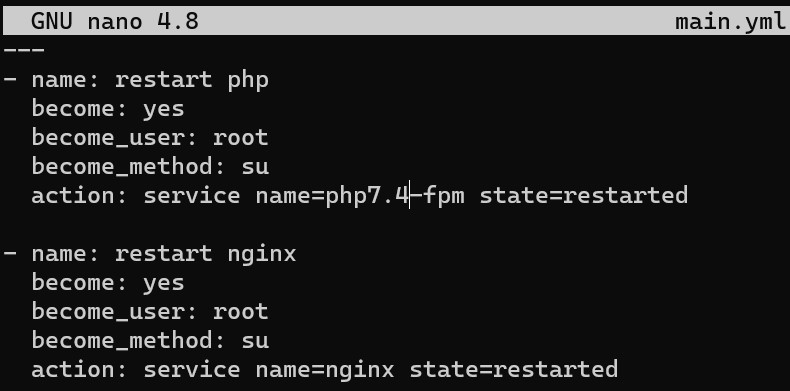 GNU nano 4.8 main.yml
---
- name: restart php
  become: yes
  become_user: root
  become_method: su
  action: service name=php7.4-fpm state=restarted

- name: restart nginx
  become: yes
  become_user: root
  become_method: su
  action: service name=nginx state=restarted